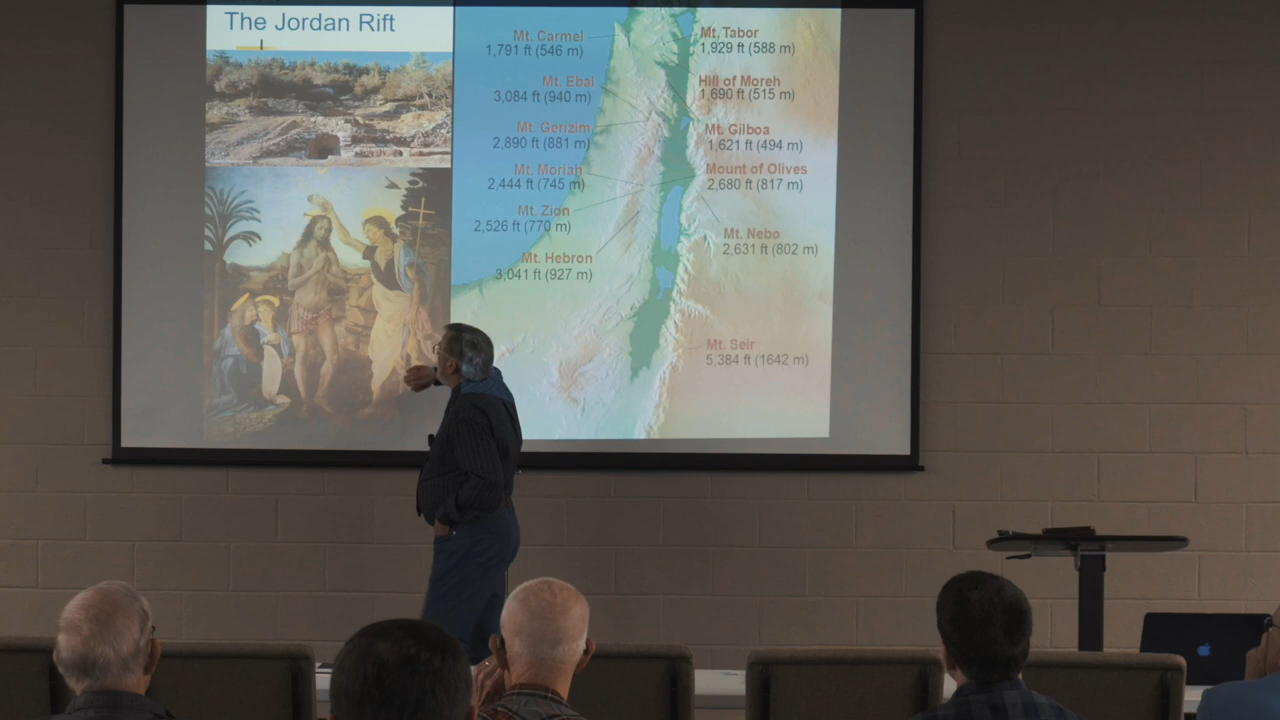 The Jordan Rift
Mt. Carmel
1,791 ft (546 m)
Mt. Ebal
3,084 ft (940 m)
Mt. Gerizim
2,890 ft (881 m)
Mt. Moriah
2,444 ft (745 m)
Mt. Zion
2,526 ft (770 m)
Mt. Hebron
3,041 ft (927 m)
Mt. Tabor
1,929 ft (588 m)
Hill of Moreh
1,690 ft (515 m)
Mt. Gilboa
1,621 ft (494 m)
Mount of Olives
2,680 ft (817 m)
Mt. Nebo
2,631 ft (802 m)
Mt. Seir
5,384 ft (1642 m)